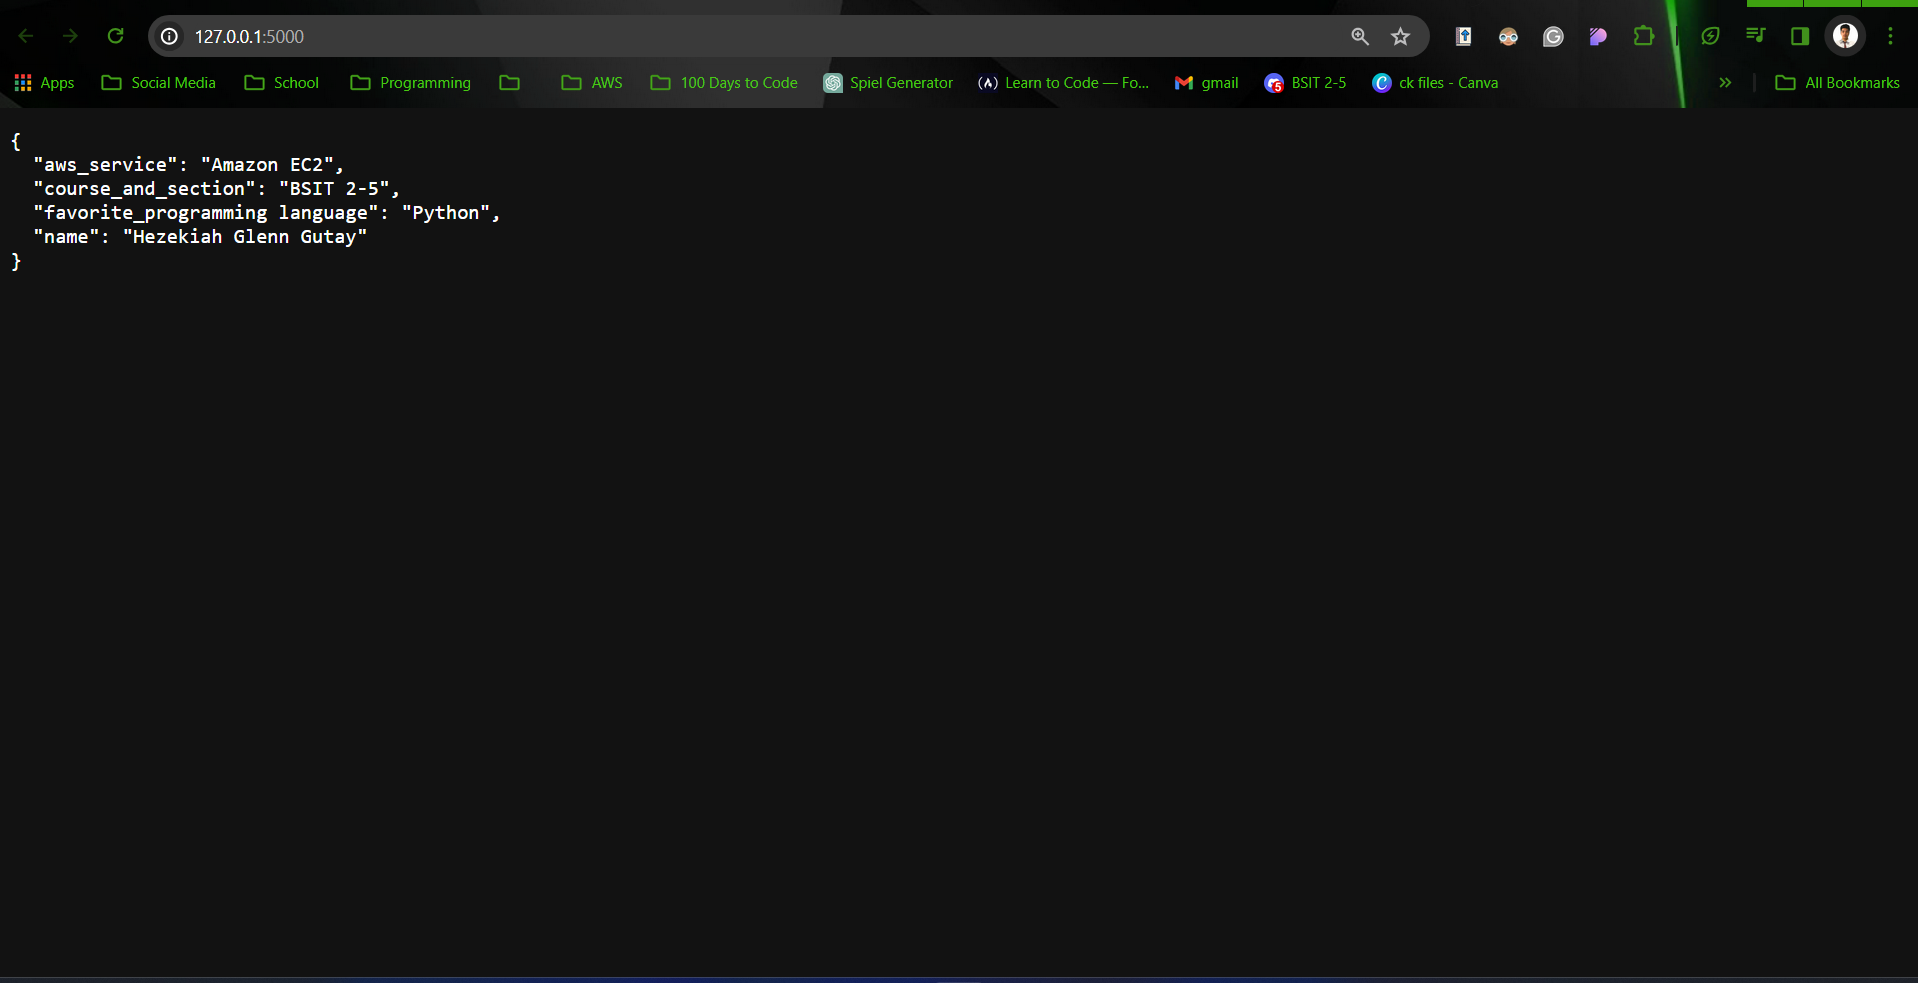 127.0.0.1:5000
Apps Social Media School Programming AWS 100 Days to Code Spiel Generator Learn to Code — Fo... gmail 5 BSIT 2-5 ck files - Canva » All Bookmarks
{
  "aws_service": "Amazon EC2",
  "course_and_section": "BSIT 2-5",
  "favorite_programming language": "Python",
  "name": "Hezekiah Glenn Gutay"
}